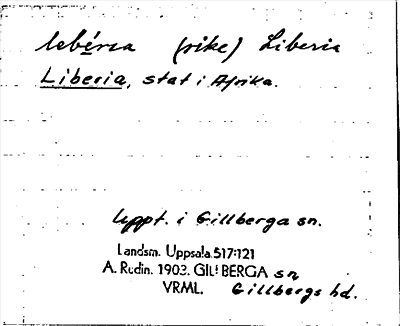 lebérea (rike) Liberia
Liberia, stat i Afrika.
Uppt. i Gillberga sn.
Landsm. Uppsala 517:121
A. Rudin. 1903. GILLBERGA sn
VRML. Gillbergs hd.